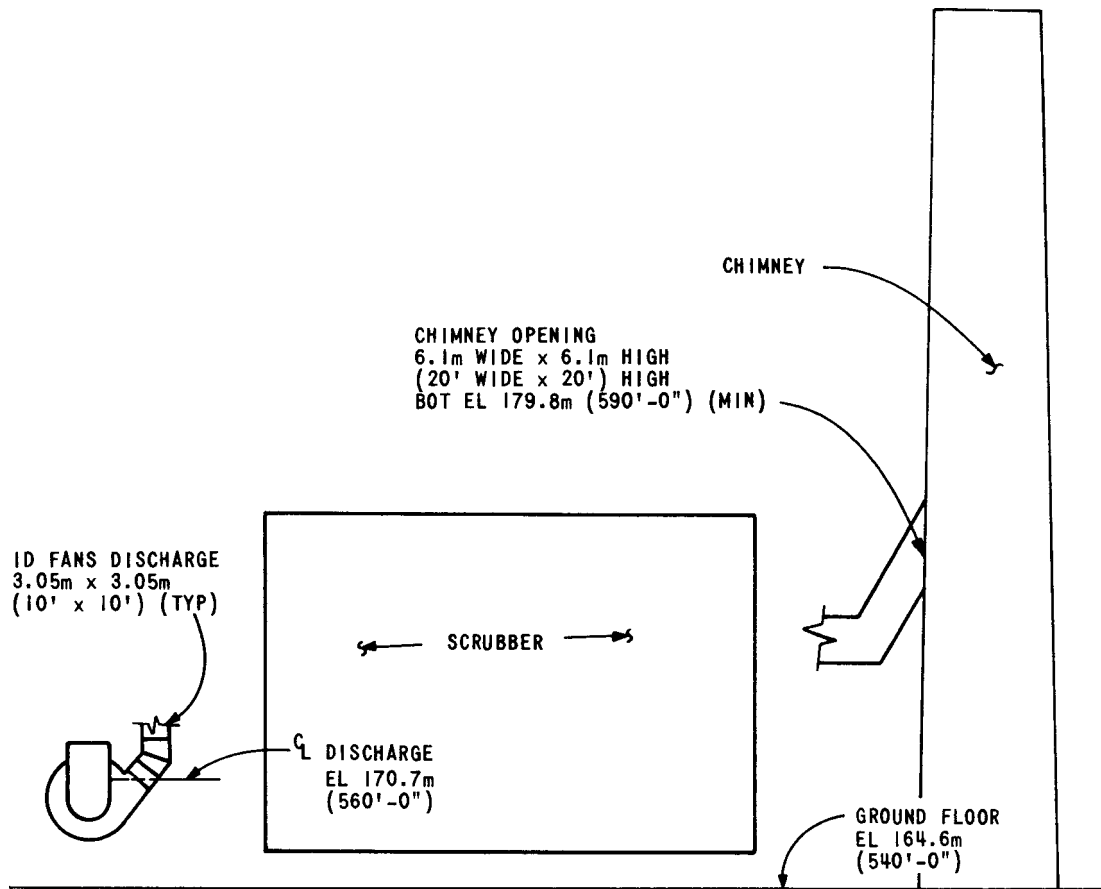 CHIMNEY
CHIMNEY OPENING
6.1m WIDE x 6.1m HIGH
(20' WIDE x 20') HIGH
BOT EL 179.8m (590'-0") (MIN)
ID FANS DISCHARGE
3.05m x 3.05m
(10' x 10') (TYP)
SCRUBBER
℄ DISCHARGE
EL 170.7m
(560'-0")
GROUND FLOOR
EL 164.6m
(540'-0")